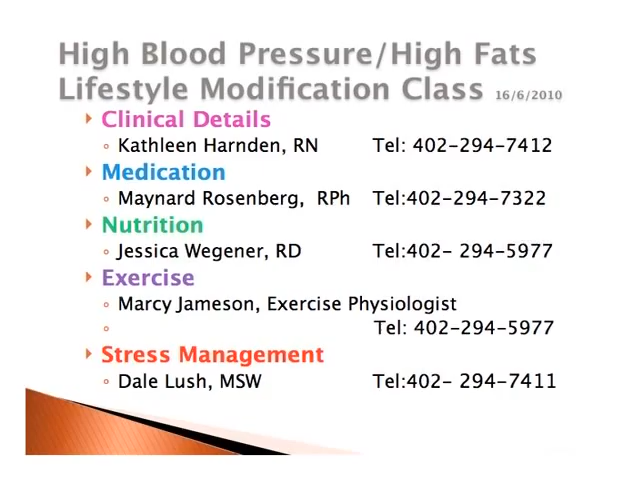 High Blood Pressure/High Fats
Lifestyle Modification Class 16/6/2010
Clinical Details
Kathleen Harnden, RN Tel: 402-294-7412
Medication
Maynard Rosenberg, RPh Tel:402-294-7322
Nutrition
Jessica Wegener, RD Tel:402- 294-5977
Exercise
Marcy Jameson, Exercise Physiologist
Tel: 402-294-5977
Stress Management
Dale Lush, MSW Tel:402- 294-7411